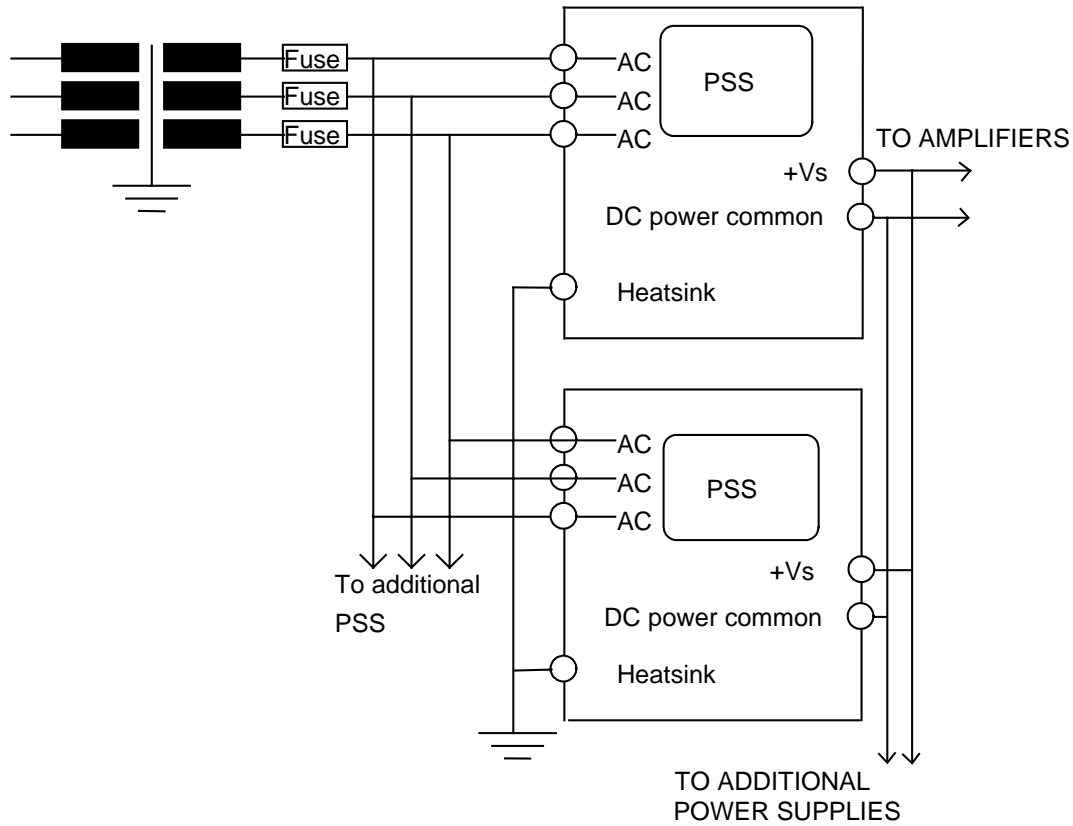 Fuse
Fuse
Fuse
AC
AC
AC
PSS
TO AMPLIFIERS
+Vs
DC power common
Heatsink
AC
AC
AC
PSS
To additional
PSS
+Vs
DC power common
Heatsink
TO ADDITIONAL
POWER SUPPLIES